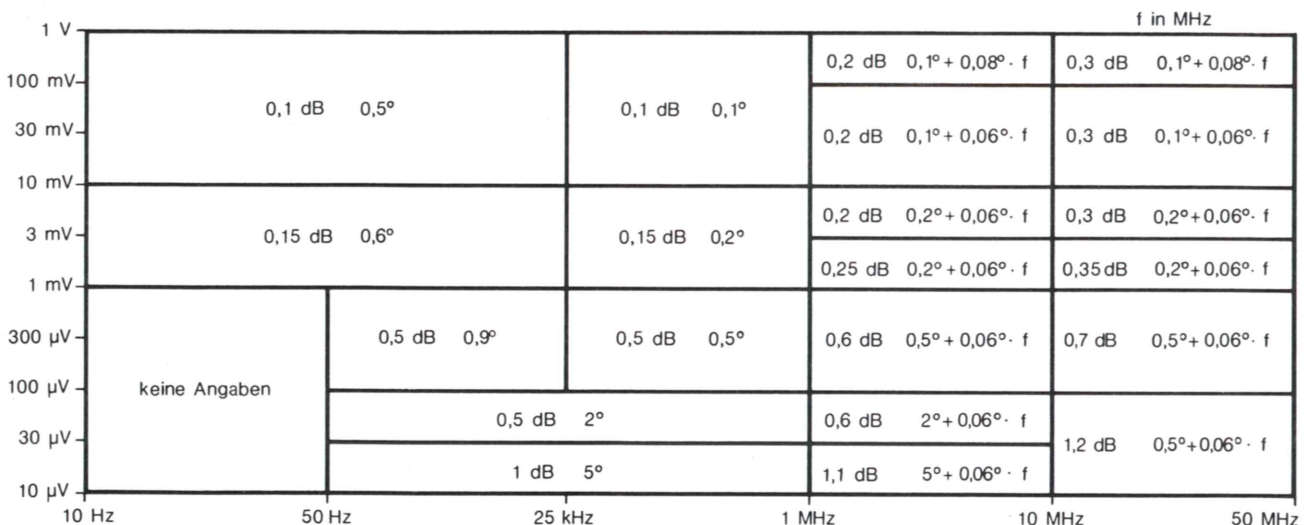 f in MHz
1 V
0,2 dB 0,1°+ 0,08°· f
0,3 dB 0,1°+ 0,08°· f
100 mV
0,1 dB 0,5°
0,1 dB 0,1°
30 mV
0,2 dB 0,1°+ 0,06°· f
0,3 dB 0,1°+ 0,06°· f
10 mV
0,2 dB 0,2°+ 0,06°· f
0,3 dB 0,2°+ 0,06°· f
3 mV
0,15 dB 0,6°
0,15 dB 0,2°
0,25 dB 0,2°+ 0,06°· f
0,35 dB 0,2°+ 0,06°· f
1 mV
300 µV
0,5 dB 0,9°
0,5 dB 0,5°
0,6 dB 0,5°+ 0,06°· f
0,7 dB 0,5°+ 0,06°· f
100 µV
keine Angaben
0,5 dB 2°
0,6 dB 2°+ 0,06°· f
30 µV
1,2 dB 0,5°+0,06°· f
1 dB 5°
1,1 dB 5°+ 0,06°· f
10 µV
10 Hz
50 Hz
25 kHz
1 MHz
10 MHz
50 MHz